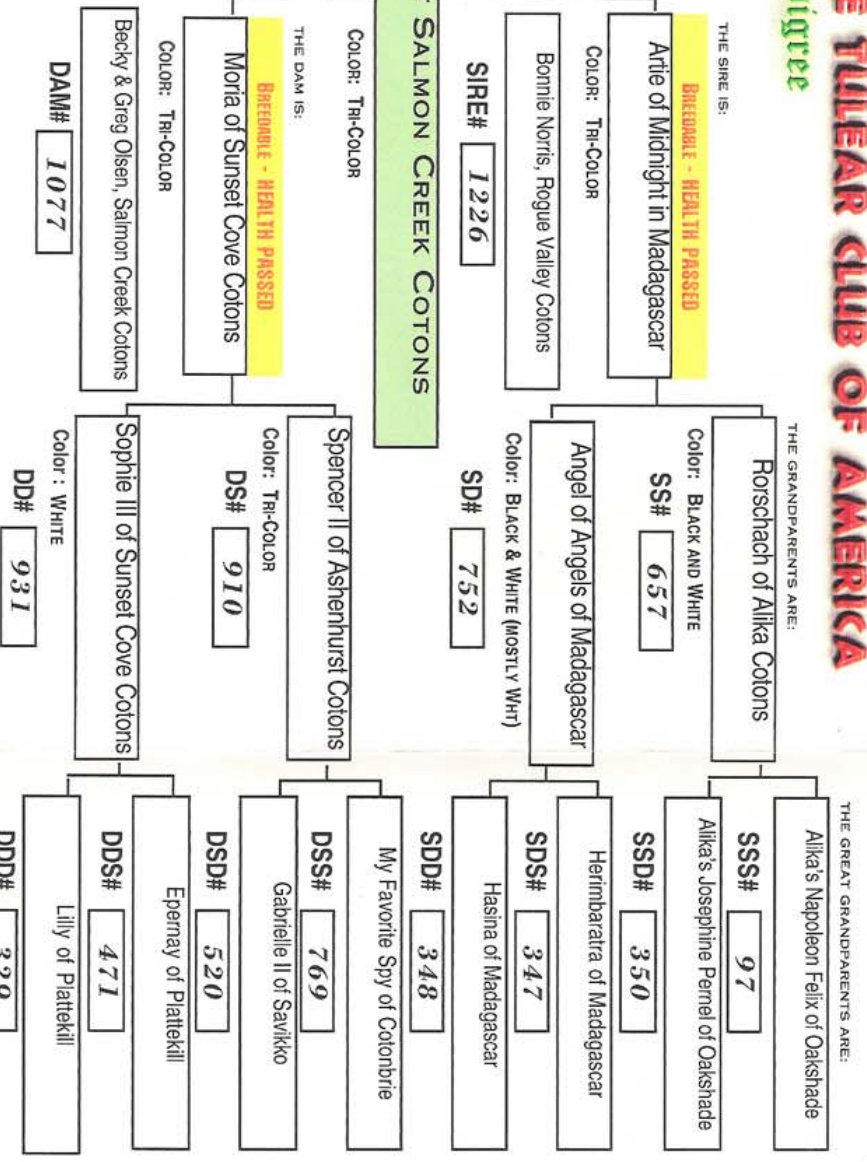 TULEAR CLUB OF AMERICA
THE SIRE IS:
BREEDABLE - HEALTH PASSED
Artie of Midnight in Madagascar
COLOR: TRI-COLOR
Bonnie Norris, Rogue Valley Cotons
SIRE# 1226
SALMON CREEK COTONS
COLOR: TRI-COLOR
THE DAM IS:
BREEDABLE - HEALTH PASSED
Moria of Sunset Cove Cotons
COLOR: TRI-COLOR
Becky & Greg Olsen, Salmon Creek Cotons
DAM# 1077
THE GRANDPARENTS ARE:
Rorschach of Alika Cotons
Color: BLACK AND WHITE
SS# 657
Angel of Angels of Madagascar
Color: BLACK & WHITE (MOSTLY WHT)
SD# 752
Spencer II of Ashenhurst Cotons
Color: TRI-COLOR
DS# 910
Sophie III of Sunset Cove Cotons
Color : WHITE
DD# 931
THE GREAT GRANDPARENTS ARE:
Alika's Napoleon Felix of Oakshade
SSS# 97
Alika's Josephine Pernel of Oakshade
SSD# 350
Herimbaratra of Madagascar
SDS# 347
Hasina of Madagascar
SDD# 348
My Favorite Spy of Cotonbrie
DSS# 769
Gabrielle II of Savikko
DSD# 520
Epernay of Plattekill
DDS# 471
Lilly of Plattekill
DDD#